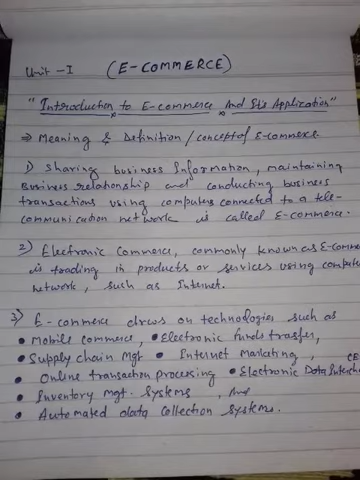 Unit -I (E-COMMERCE)
"Introduction to E-commerce And It's Application"
⇒ Meaning & Definition/concept of E-commerce
1) Sharing business Information, maintaining
Business relationship and conducting business
transactions using computers connected to a tele-
communication network is called E-commerce.
2) Electronic Commerce, commonly known as E-comme
is trading in products or services using compute
network, such as Internet.
3) E-commerce draws on technologies such as
• Mobile commerce, • Electronic funds transfer,
• Supply chain Mgt • Internet Marketing, CE
• Online transaction processing • Electronic Data Interch
• Inventory mgt. Systems, And
• Automated data collection systems.